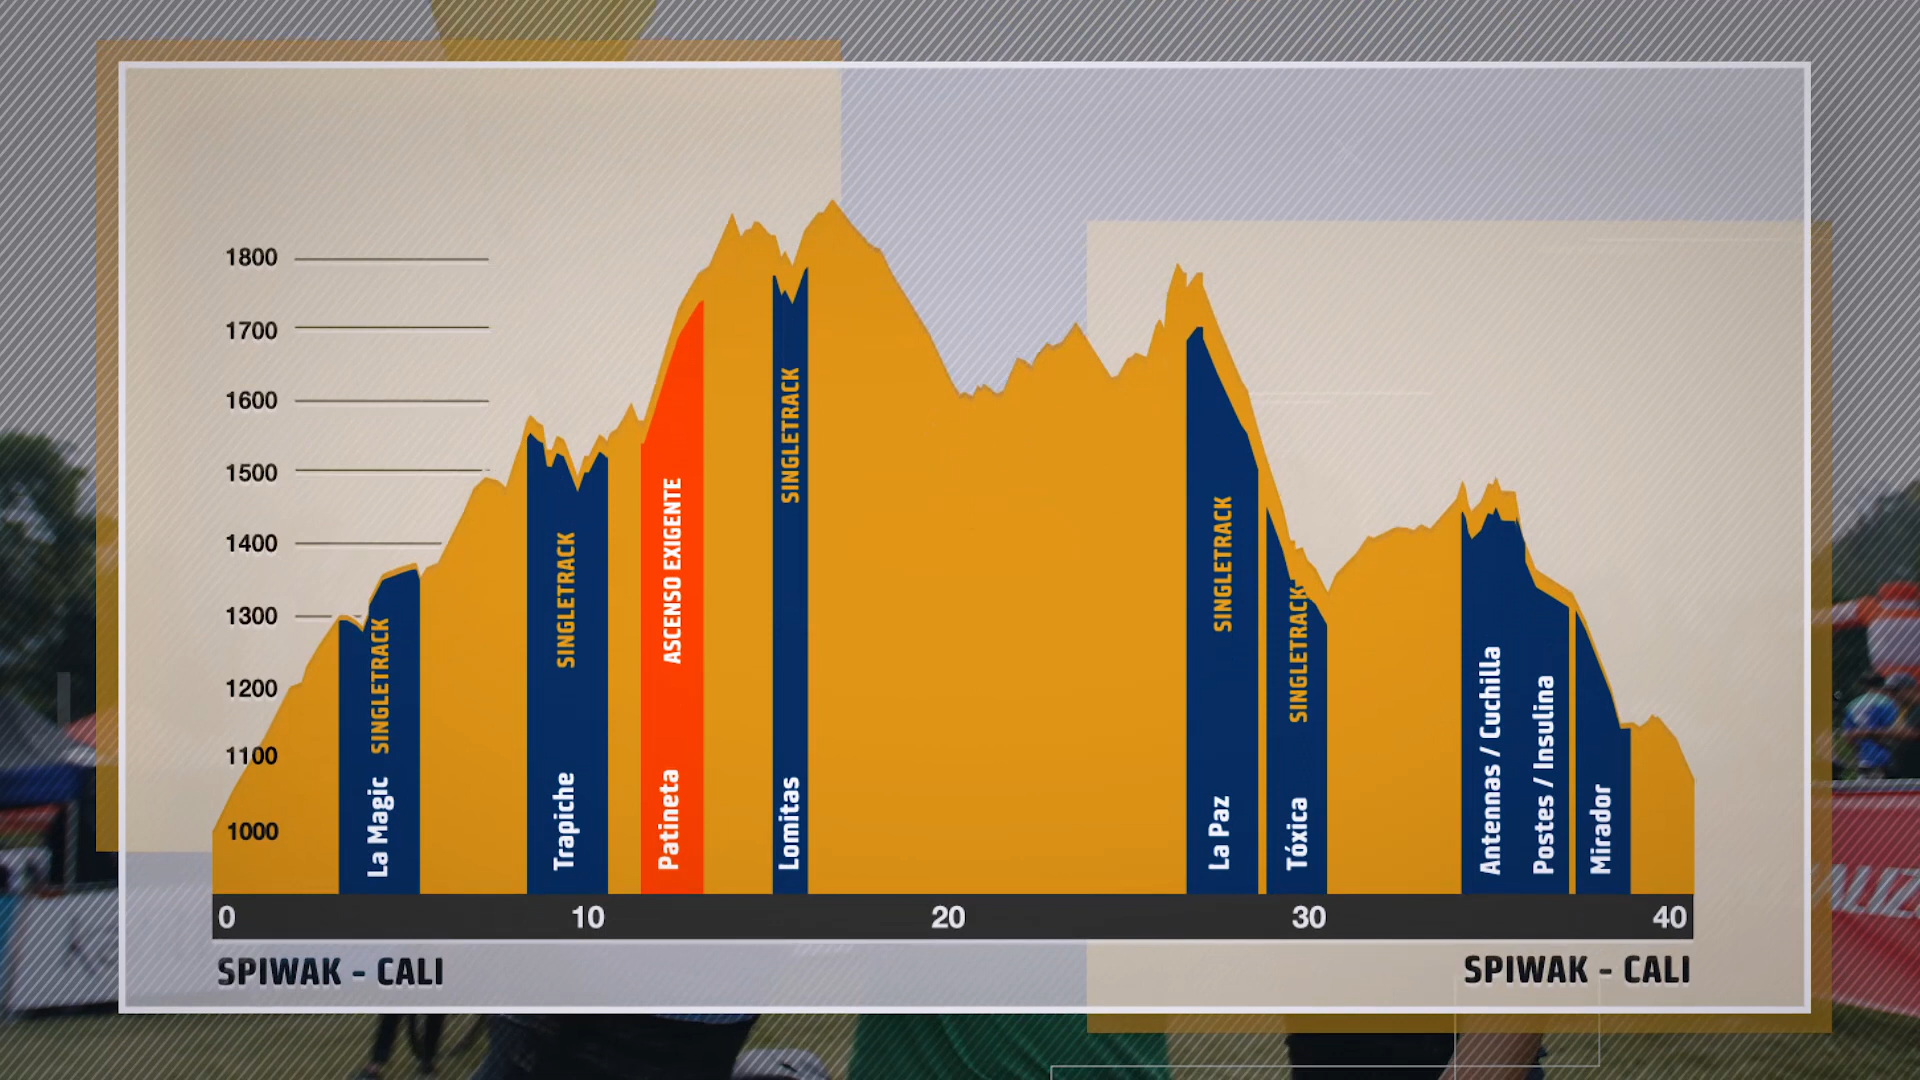 1800
1700
1600
1500
1400
1300
1200
1100
1000
La Magic SINGLETRACK
Trapiche SINGLETRACK
Patineta ASCENSO EXIGENTE
Lomitas SINGLETRACK
La Paz SINGLETRACK
Tóxica SINGLETRACK
Antennas / Cuchilla
Postes / Insulina
Mirador
0 10 20 30 40
SPIWAK - CALI
SPIWAK - CALI